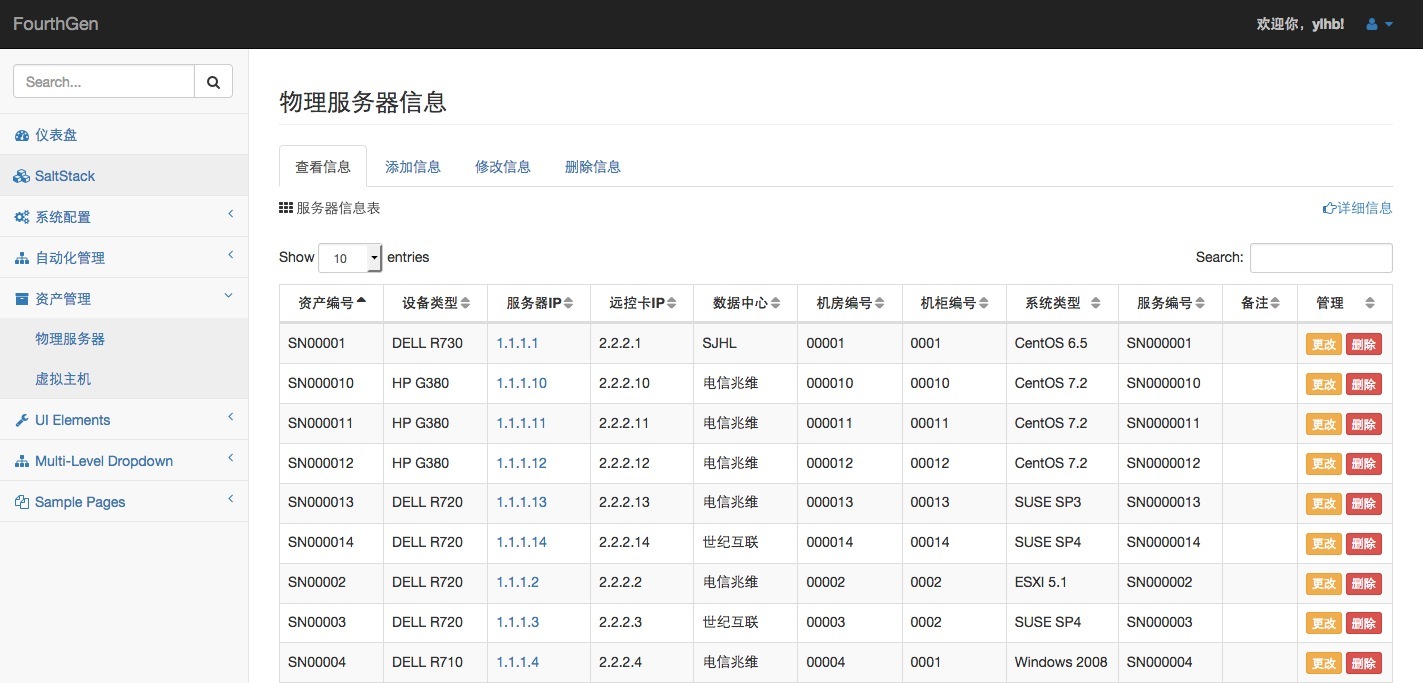 FourthGen 欢迎你，ylhb!
Search...
仪表盘
SaltStack
系统配置
自动化管理
资产管理
物理服务器
虚拟主机
UI Elements
Multi-Level Dropdown
Sample Pages
物理服务器信息
查看信息 添加信息 修改信息 删除信息
服务器信息表 详细信息
Show 10 entries Search:
资产编号 设备类型 服务器IP 远控卡IP 数据中心 机房编号 机柜编号 系统类型 服务编号 备注 管理
SN00001 DELL R730 1.1.1.1 2.2.2.1 SJHL 00001 0001 CentOS 6.5 SN000001 更改 删除
SN000010 HP G380 1.1.1.10 2.2.2.10 电信兆维 000010 00010 CentOS 7.2 SN0000010 更改 删除
SN000011 HP G380 1.1.1.11 2.2.2.11 电信兆维 000011 00011 CentOS 7.2 SN0000011 更改 删除
SN000012 HP G380 1.1.1.12 2.2.2.12 电信兆维 000012 00012 CentOS 7.2 SN0000012 更改 删除
SN000013 DELL R720 1.1.1.13 2.2.2.13 电信兆维 000013 00013 SUSE SP3 SN0000013 更改 删除
SN000014 DELL R720 1.1.1.14 2.2.2.14 世纪互联 000014 00014 SUSE SP4 SN0000014 更改 删除
SN00002 DELL R720 1.1.1.2 2.2.2.2 电信兆维 00002 0002 ESXI 5.1 SN000002 更改 删除
SN00003 DELL R720 1.1.1.3 2.2.2.3 世纪互联 00003 0002 SUSE SP4 SN000003 更改 删除
SN00004 DELL R710 1.1.1.4 2.2.2.4 电信兆维 00004 0001 Windows 2008 SN000004 更改 删除